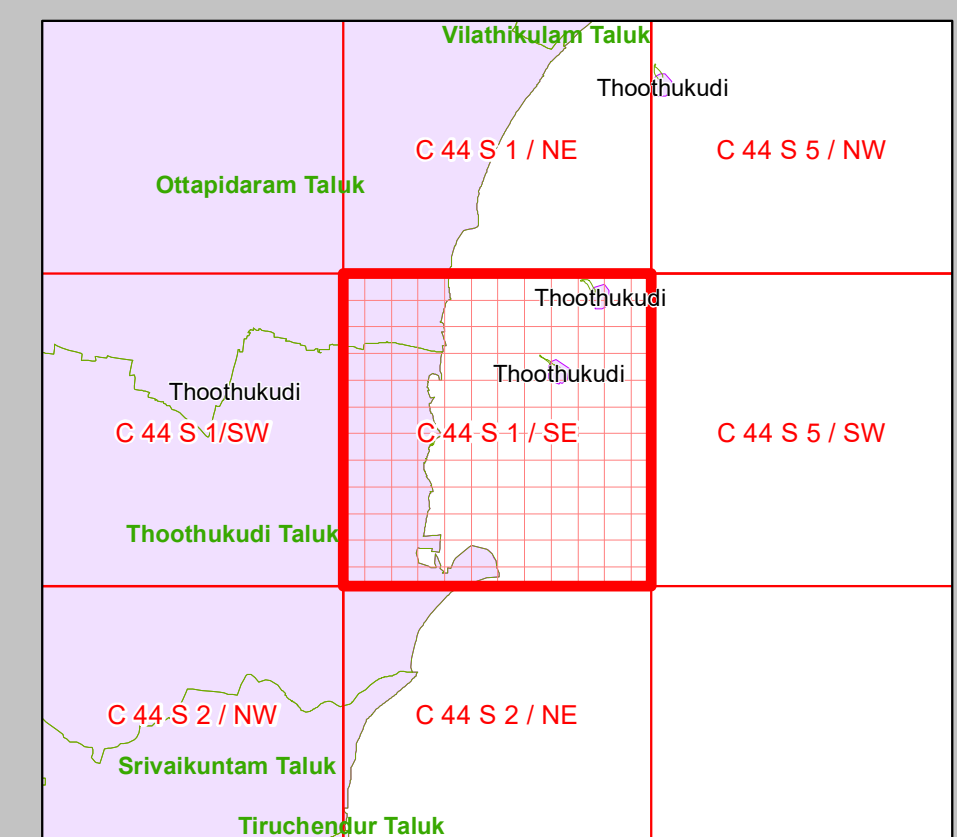 Vilathikulam Taluk
Thoothukudi
C 44 S 1 / NE
C 44 S 5 / NW
Ottapidaram Taluk
Thoothukudi
Thoothukudi
Thoothukudi
C 44 S 1/SW
C 44 S 1 / SE
C 44 S 5 / SW
Thoothukudi Taluk
C 44 S 2 / NW
C 44 S 2 / NE
Srivaikuntam Taluk
Tiruchendur Taluk